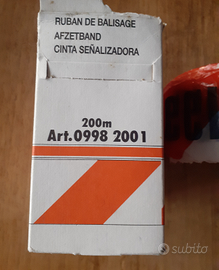 RUBAN DE BALISAGE
AFZETBAND
CINTA SEÑALIZADORA
200m
Art.0998 2001
subito